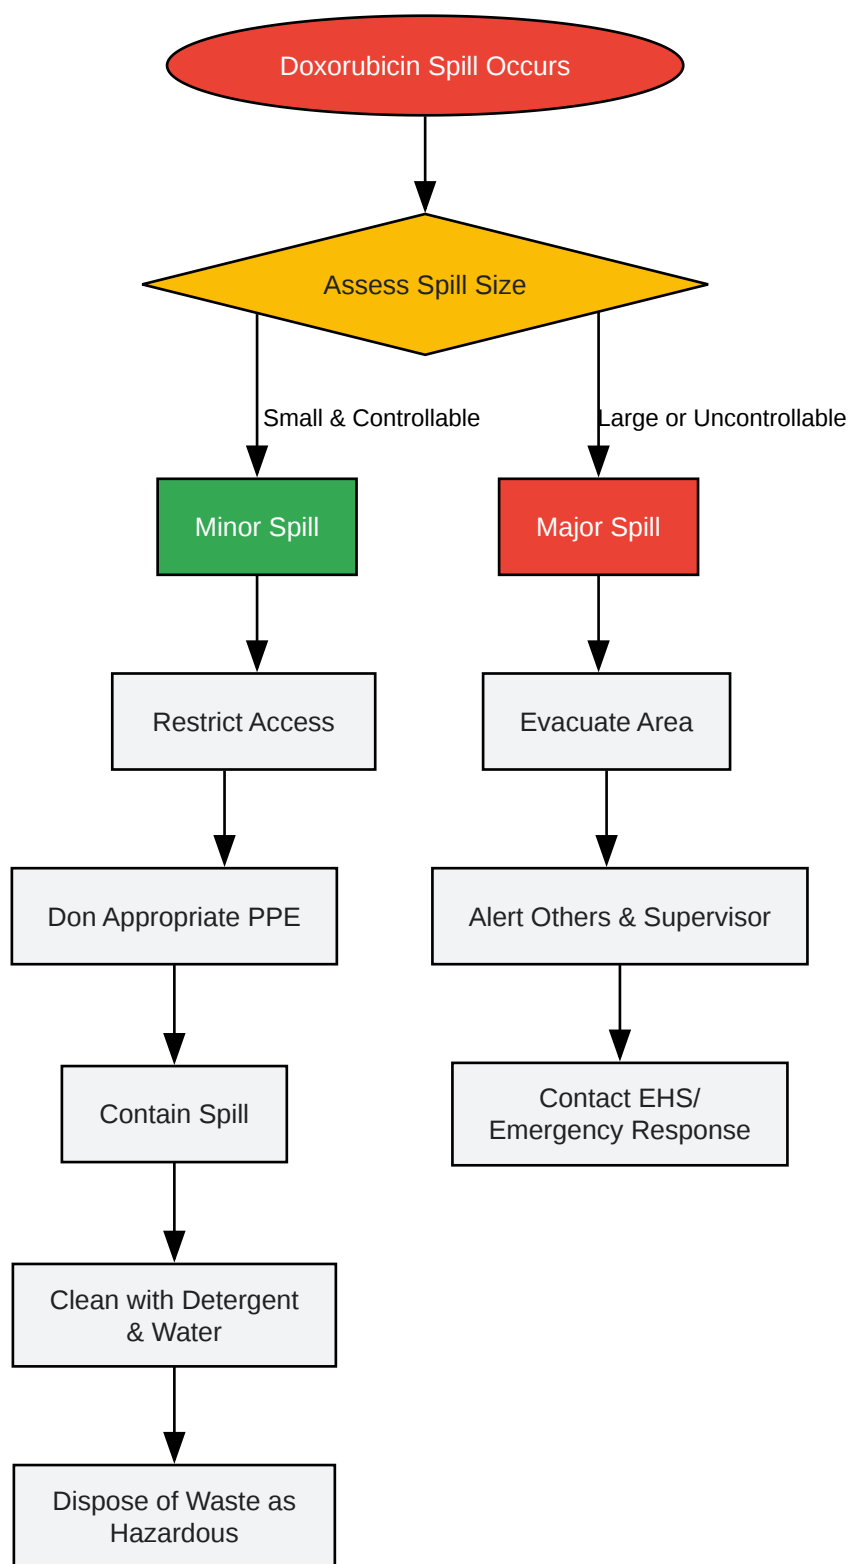 Doxorubicin Spill Occurs
Assess Spill Size
Small & Controllable
Large or Uncontrollable
Minor Spill
Major Spill
Restrict Access
Evacuate Area
Don Appropriate PPE
Alert Others & Supervisor
Contain Spill
Contact EHS/
Emergency Response
Clean with Detergent
& Water
Dispose of Waste as
Hazardous